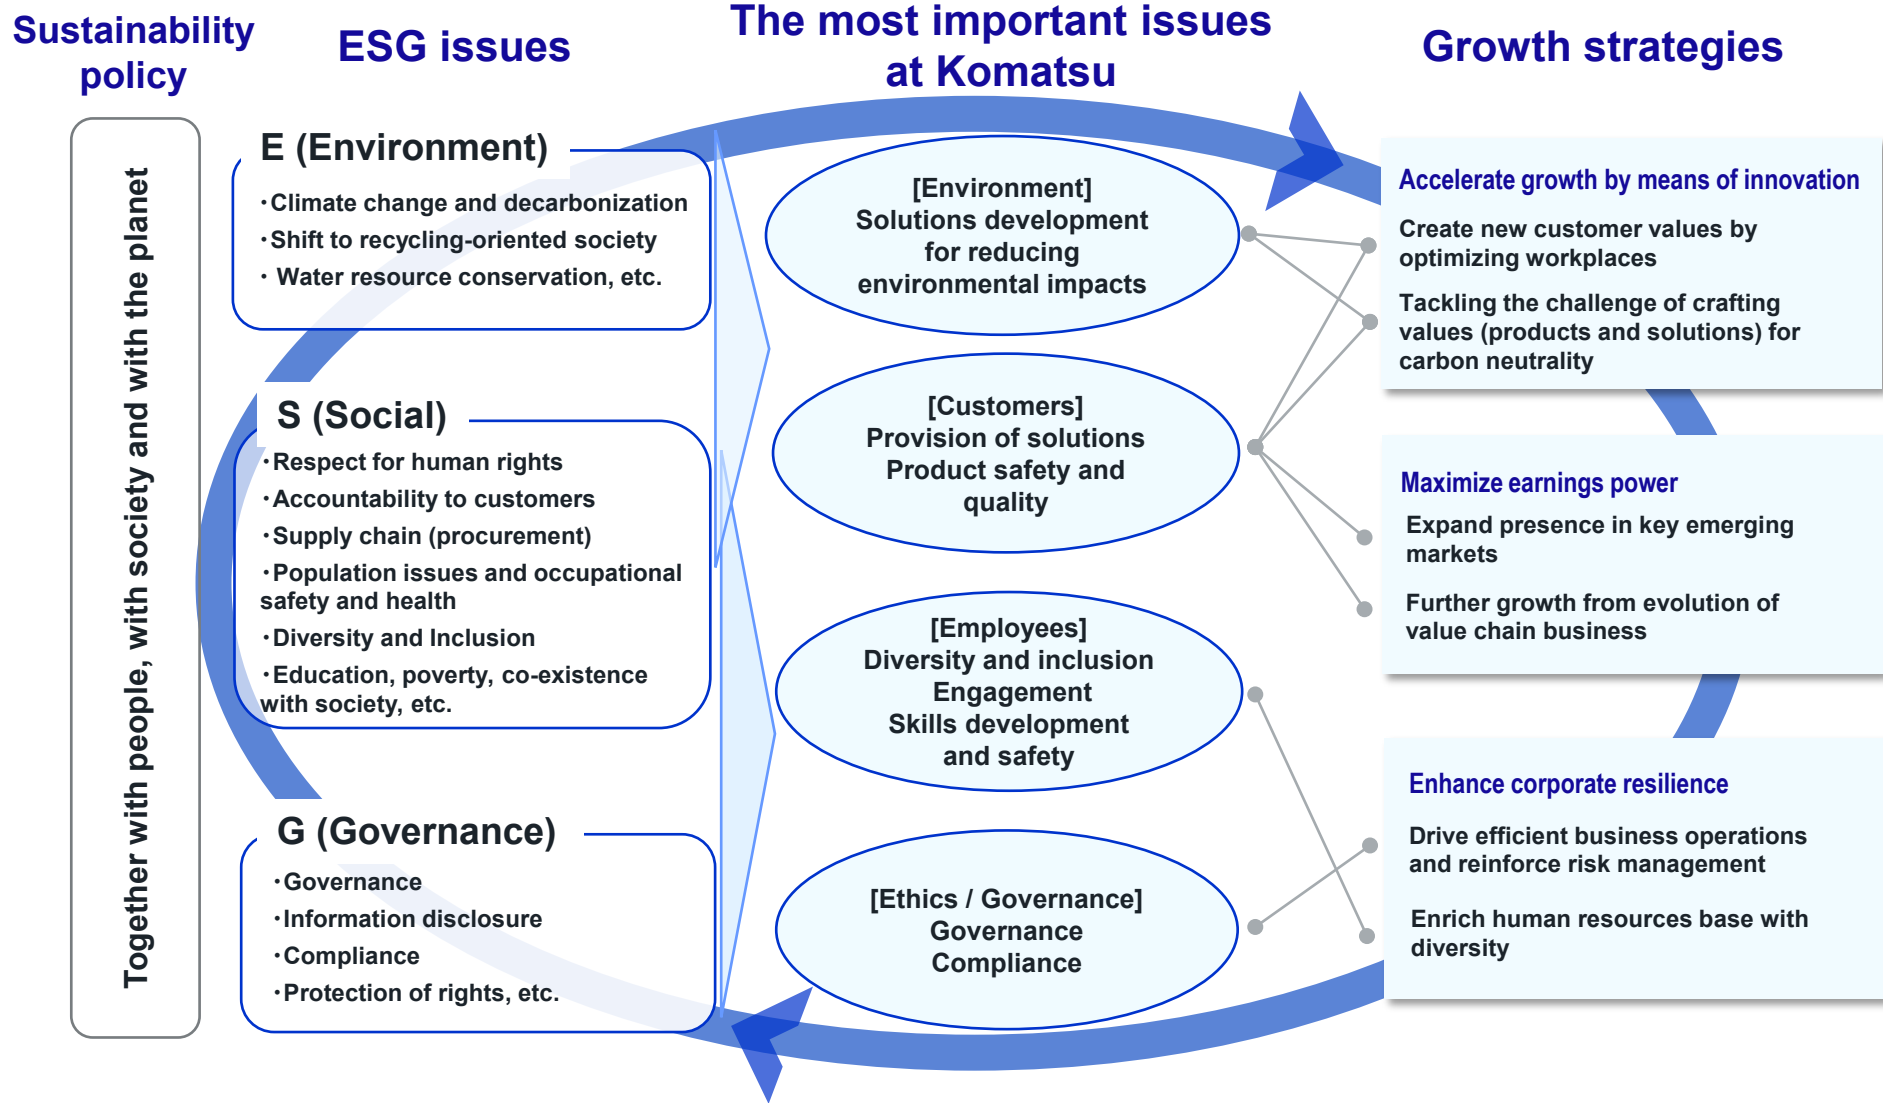 Sustainability
policy
ESG issues
The most important issues
at Komatsu
Growth strategies
Together with people, with society and with the planet
E (Environment)
・Climate change and decarbonization
・Shift to recycling-oriented society
・ Water resource conservation, etc.
S (Social)
・Respect for human rights
・Accountability to customers
・Supply chain (procurement)
・Population issues and occupational
safety and health
・Diversity and Inclusion
・Education, poverty, co-existence
with society, etc.
G (Governance)
・Governance
・Information disclosure
・Compliance
・Protection of rights, etc.
[Environment]
Solutions development
for reducing
environmental impacts
[Customers]
Provision of solutions
Product safety and
quality
[Employees]
Diversity and inclusion
Engagement
Skills development
and safety
[Ethics / Governance]
Governance
Compliance
Accelerate growth by means of innovation
Create new customer values by
optimizing workplaces
Tackling the challenge of crafting
values (products and solutions) for
carbon neutrality
Maximize earnings power
Expand presence in key emerging
markets
Further growth from evolution of
value chain business
Enhance corporate resilience
Drive efficient business operations
and reinforce risk management
Enrich human resources base with
diversity